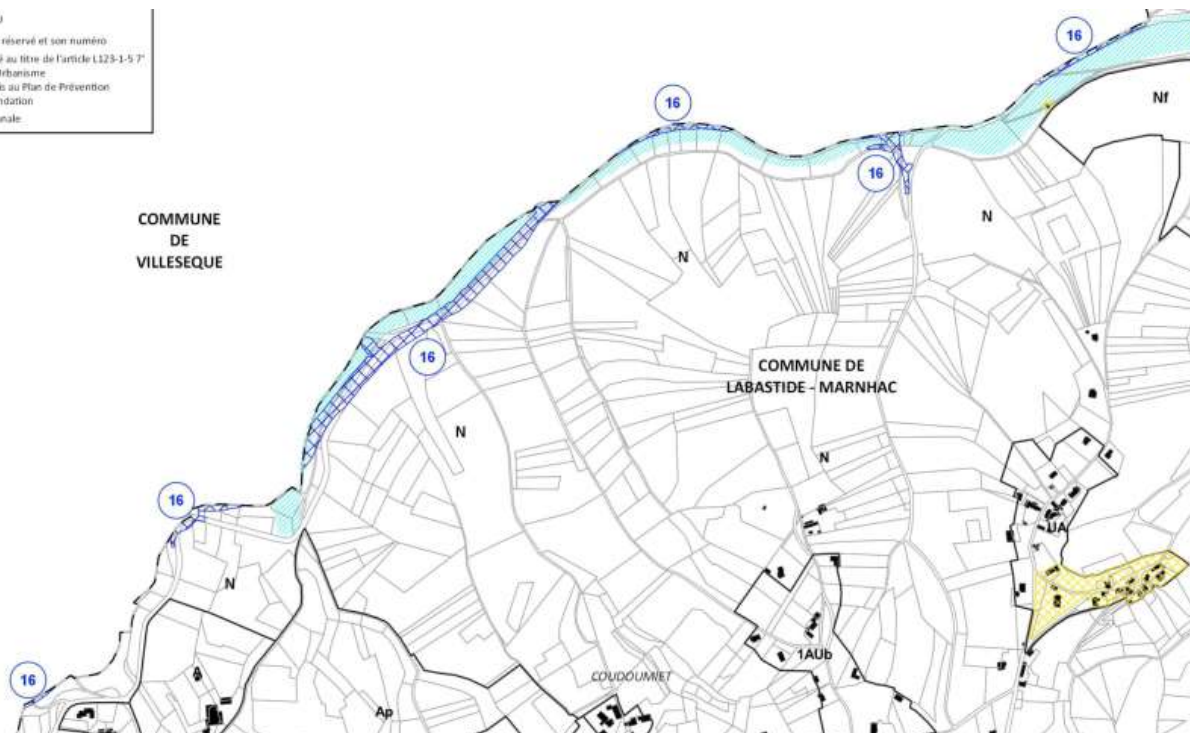 réservé et son numéro
é au titre de l'article L123-1-5 7°
Urbanisme
is au Plan de Prévention
ndation
nale
16
16
Nf
16
COMMUNE
DE
VILLESEQUE
N
N
16
COMMUNE DE
LABASTIDE - MARNHAC
N
N
16
UA
N
1AUb
COUDOUMIET
16
A
Ap